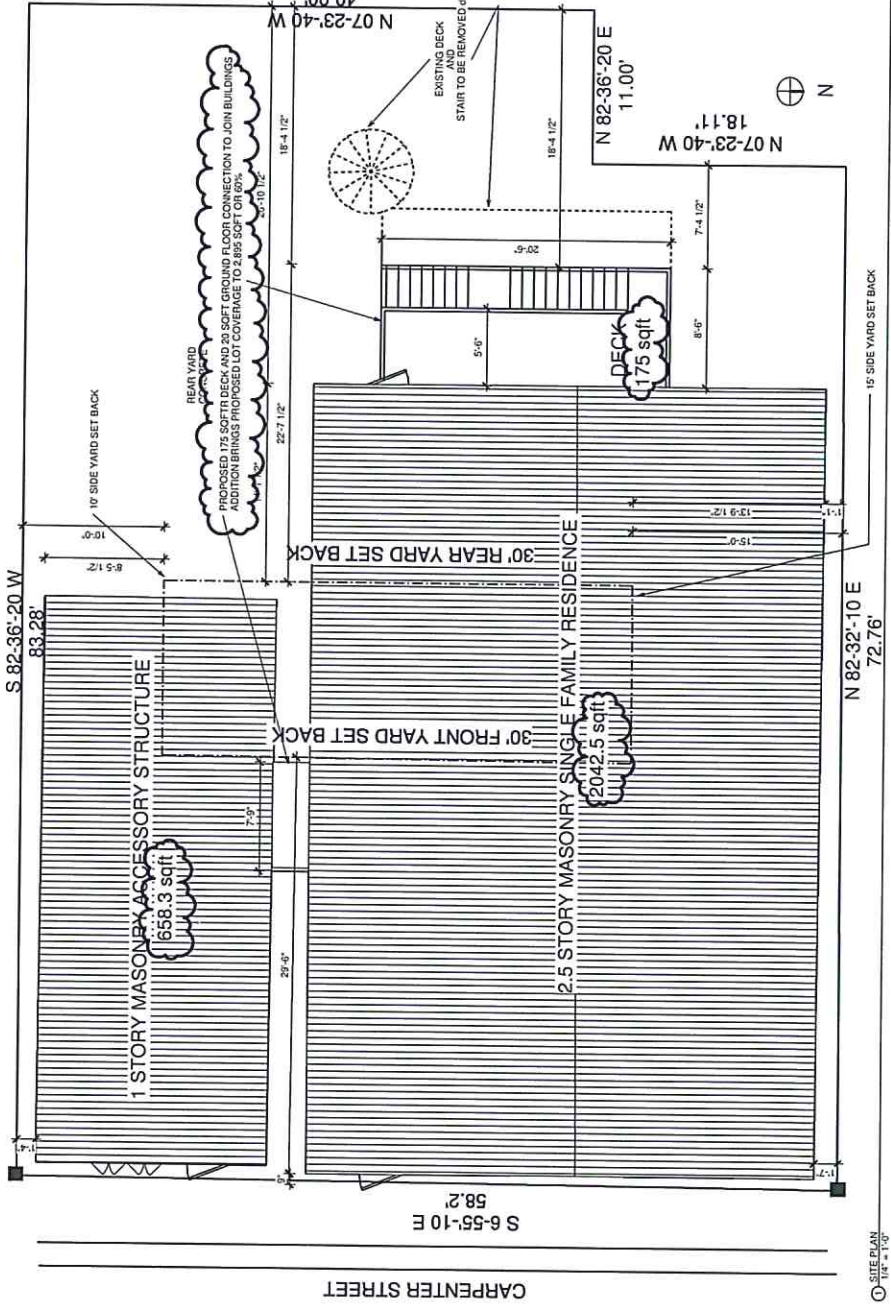 N 07-23'-40 W
S 82-36'-20 W
83.28'
10' SIDE YARD SET BACK
10'-0"
8'-5 1/2"
REAR YARD
PROPOSED 175 SQFTR DECK AND 20 SQFT GROUND FLOOR CONNECTION TO JOIN BUILDINGS
ADDITION BRINGS PROPOSED LOT COVERAGE TO 2,895 SQFT OR 60%
22'-7 1/2"
18'-4 1/2"
EXISTING DECK
AND
STAIR TO BE REMOVED
18'-4 1/2"
N 82-36'-20 E
11.00'
N 07-23'-40 W
18.11'
N
20'-6"
5'-6"
DECK
175 sqft
8'-6"
7'-4 1/2"
1 STORY MASONRY ACCESSORY STRUCTURE
658.3 sqft
7'-9"
29'-6"
30' FRONT YARD SET BACK
30' REAR YARD SET BACK
2.5 STORY MASONRY SINGLE FAMILY RESIDENCE
2042.5 sqft
13'-9 1/2"
1'-1"
15'-0"
15' SIDE YARD SET BACK
N 82-32'-10 E
72.76'
1'-4"
9"
1'-7"
S 6-55'-10 E
58.2'
CARPENTER STREET
1 SITE PLAN
1/4" = 1'-0"